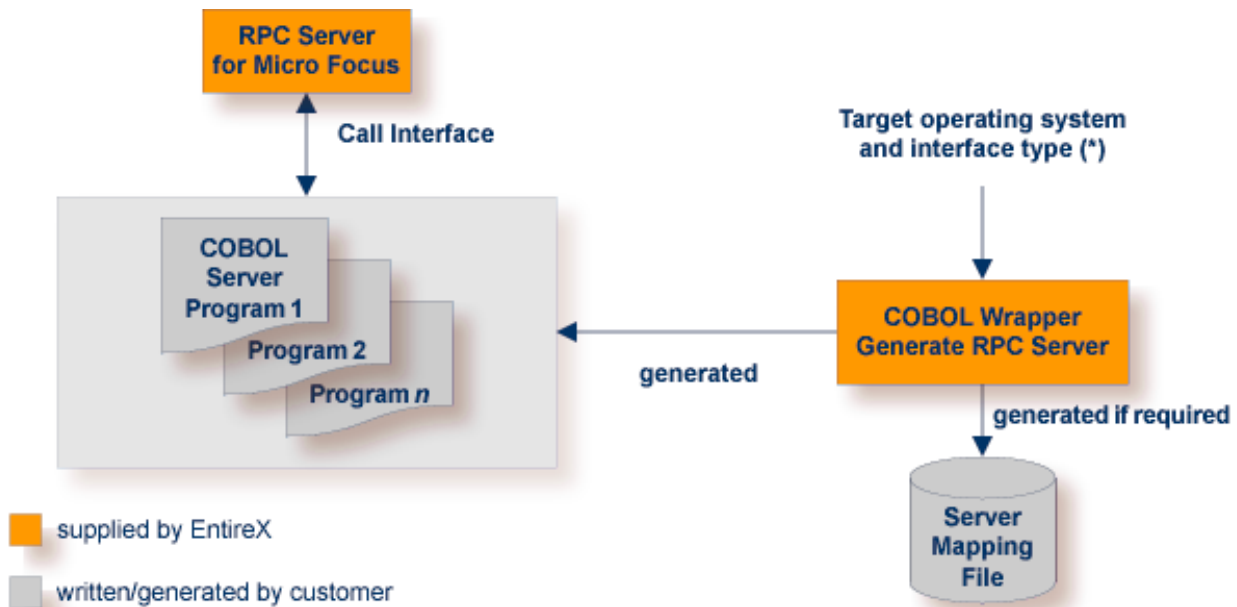 RPC Server
for Micro Focus
Call Interface
Target operating system
and interface type (*)
COBOL
Server
Program 1
Program 2
Program n
COBOL Wrapper
Generate RPC Server
generated
generated if required
Server
Mapping
File
supplied by EntireX
written/generated by customer